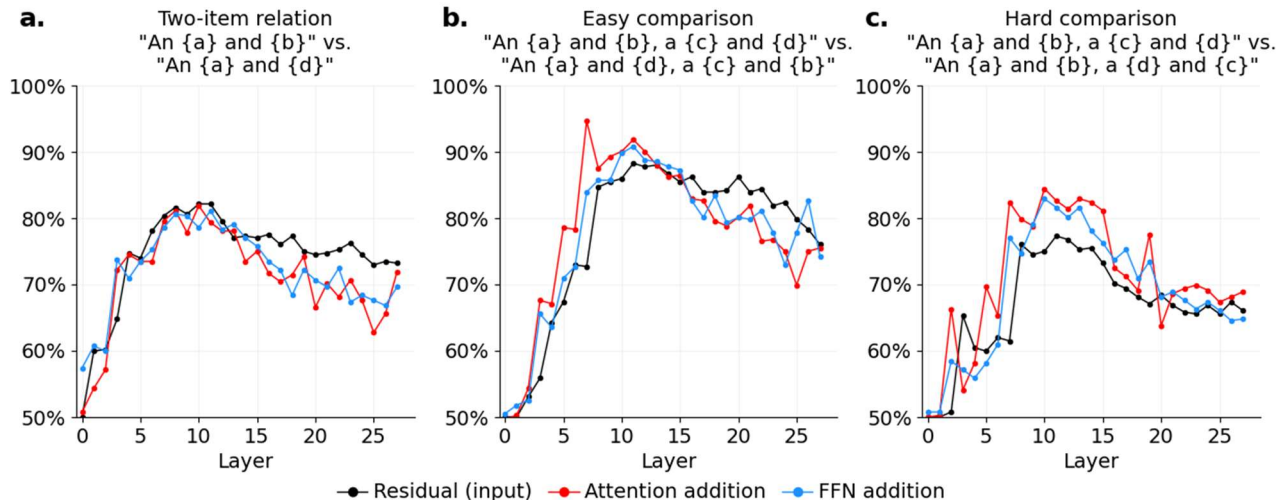 a.
Two-item relation
"An {a} and {b}" vs.
"An {a} and {d}"
100%
90%
80%
70%
60%
50%
0 5 10 15 20 25
Layer
b.
Easy comparison
"An {a} and {b}, a {c} and {d}" vs.
"An {a} and {d}, a {c} and {b}"
100%
90%
80%
70%
60%
50%
0 5 10 15 20 25
Layer
c.
Hard comparison
"An {a} and {b}, a {c} and {d}" vs.
"An {a} and {b}, a {d} and {c}"
100%
90%
80%
70%
60%
50%
0 5 10 15 20 25
Layer
Residual (input) Attention addition FFN addition